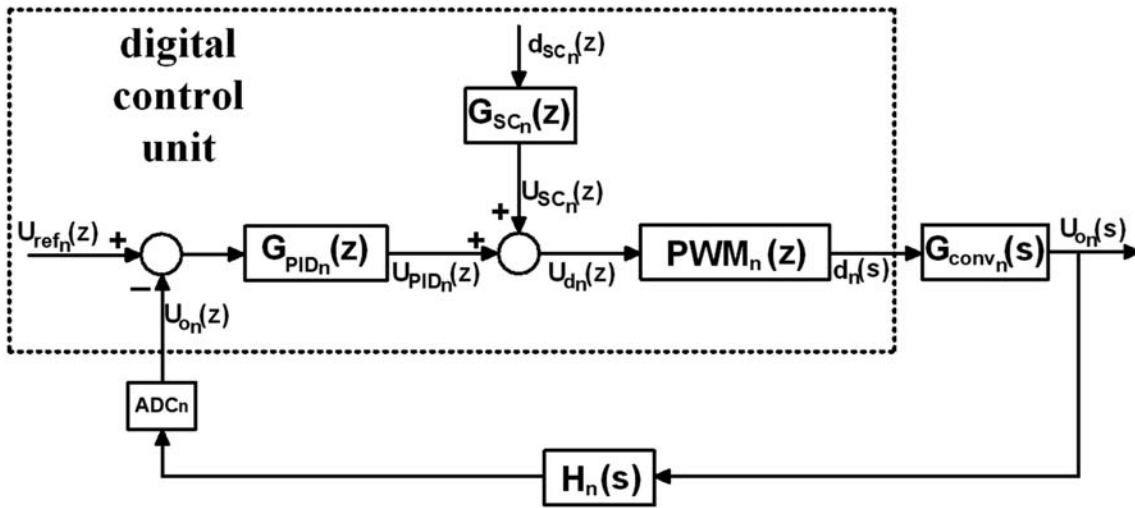 digital
control
unit
d_SCn(z)
G_SCn(z)
U_SCn(z)
U_refn(z)
+
−
G_PIDn(z)
U_PIDn(z)
+
+
U_dn(z)
PWM_n(z)
d_n(s)
G_convn(s)
U_on(s)
U_on(z)
ADCn
H_n(s)